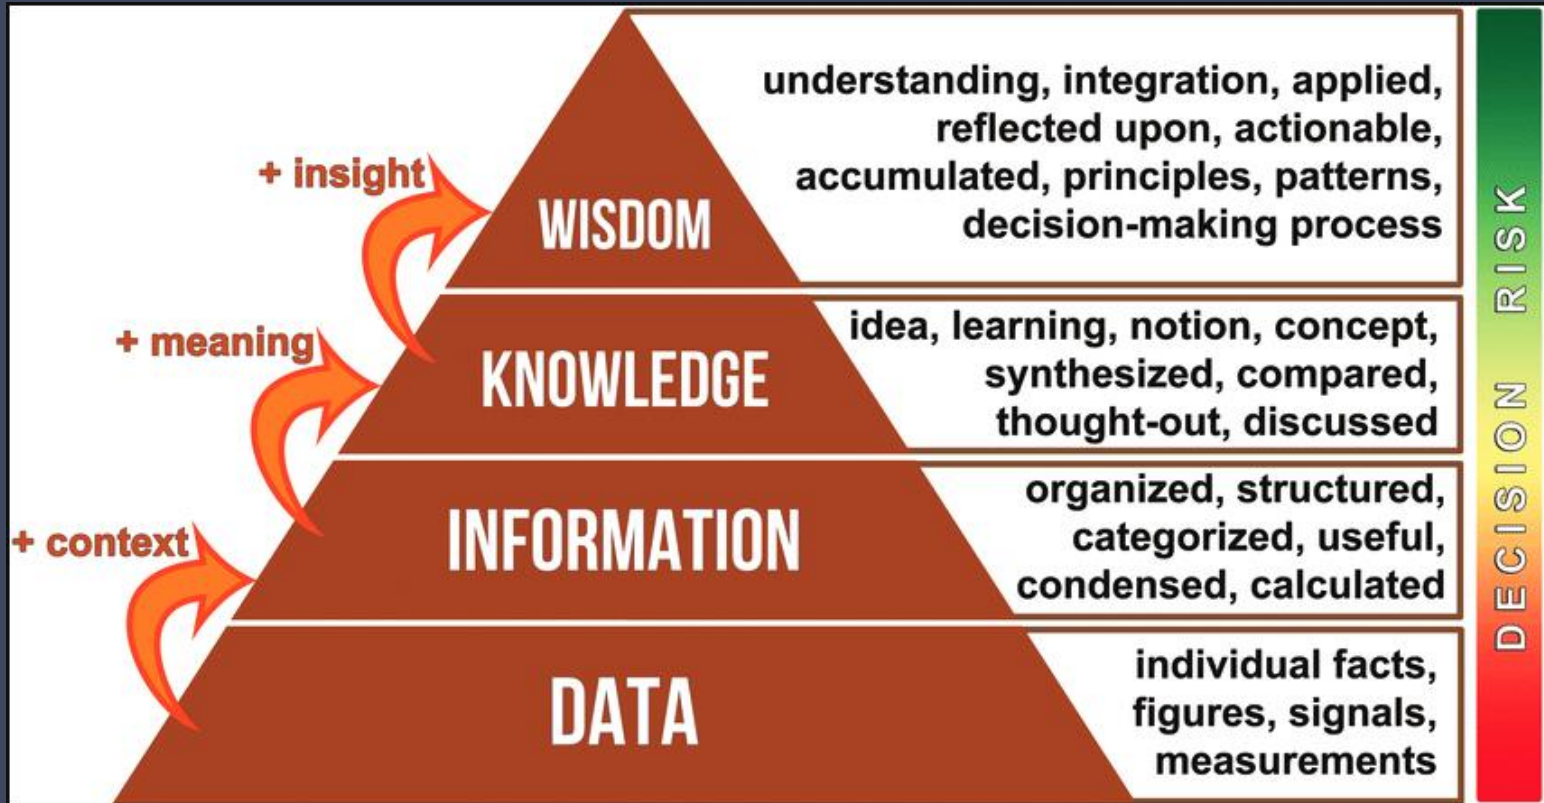 understanding, integration, applied,
reflected upon, actionable,
accumulated, principles, patterns,
decision-making process
+ insight
WISDOM
idea, learning, notion, concept,
synthesized, compared,
thought-out, discussed
+ meaning
KNOWLEDGE
organized, structured,
categorized, useful,
condensed, calculated
+ context
INFORMATION
individual facts,
figures, signals,
measurements
DATA
DECISION RISK